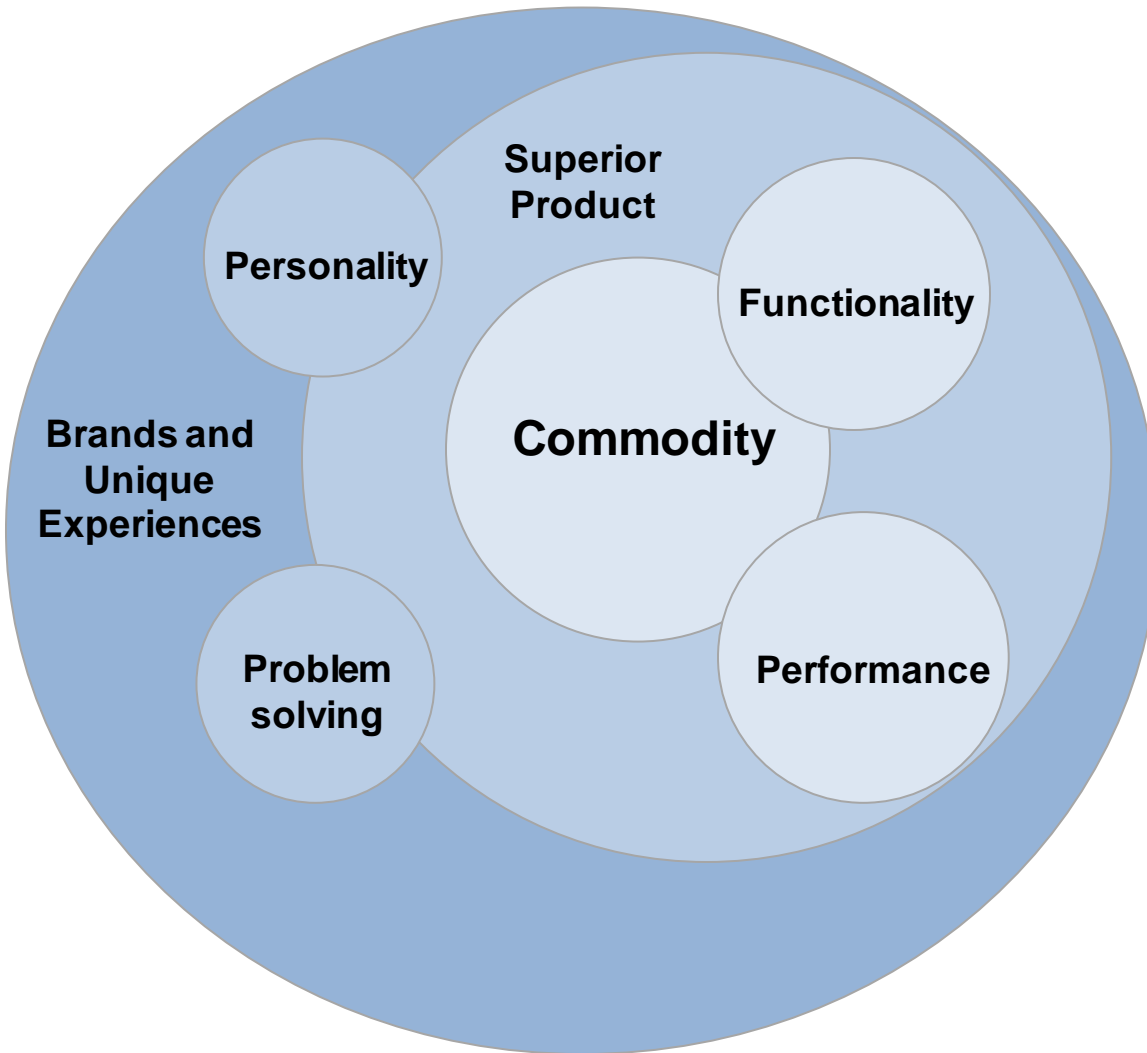 Superior
Product
Personality
Functionality
Brands and
Unique
Experiences
Commodity
Problem
solving
Performance